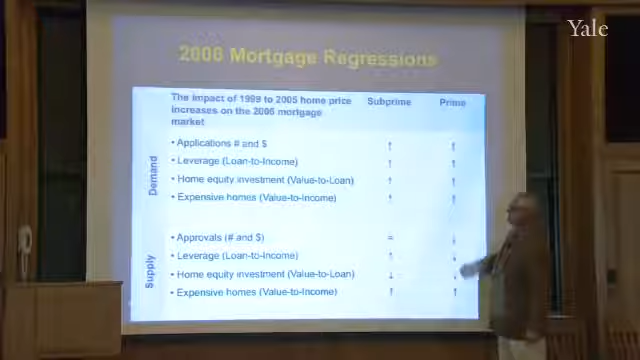 Yale
2006 Mortgage Regressions
The impact of 1999 to 2005 home price
increases on the 2006 mortgage
market
Subprime
Prime
Demand
• Applications # and $ ↑ ↑
• Leverage (Loan-to-Income) ↑ ↑
• Home equity investment (Value-to-Loan) ↑ ↑
• Expensive homes (Value-to-Income) ↑ ↑
Supply
• Approvals (# and $) = ↓
• Leverage (Loan-to-Income) ↑ ↓
• Home equity investment (Value-to-Loan) ↓ ↓
• Expensive homes (Value-to-Income) ↑ ↑